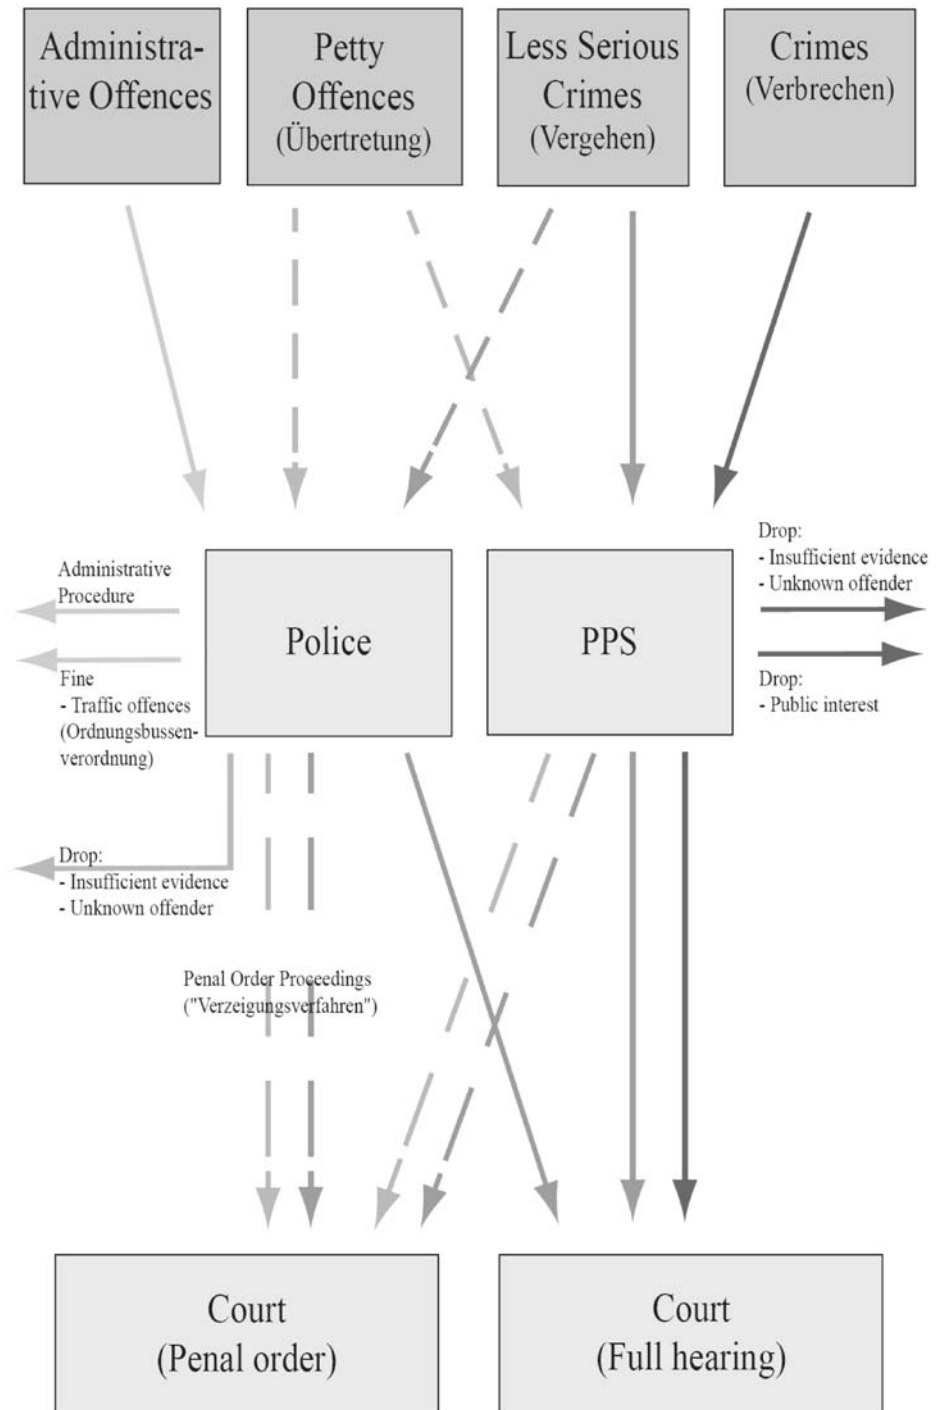 Administra-
tive Offences
Petty
Offences
(Übertretung)
Less Serious
Crimes
(Vergehen)
Crimes
(Verbrechen)
Administrative
Procedure
Police
PPS
Drop:
- Insufficient evidence
- Unknown offender
Fine
- Traffic offences
(Ordnungsbussen-
verordnung)
Drop:
- Public interest
Drop:
- Insufficient evidence
- Unknown offender
Penal Order Proceedings
("Verzeigungsverfahren")
Court
(Penal order)
Court
(Full hearing)